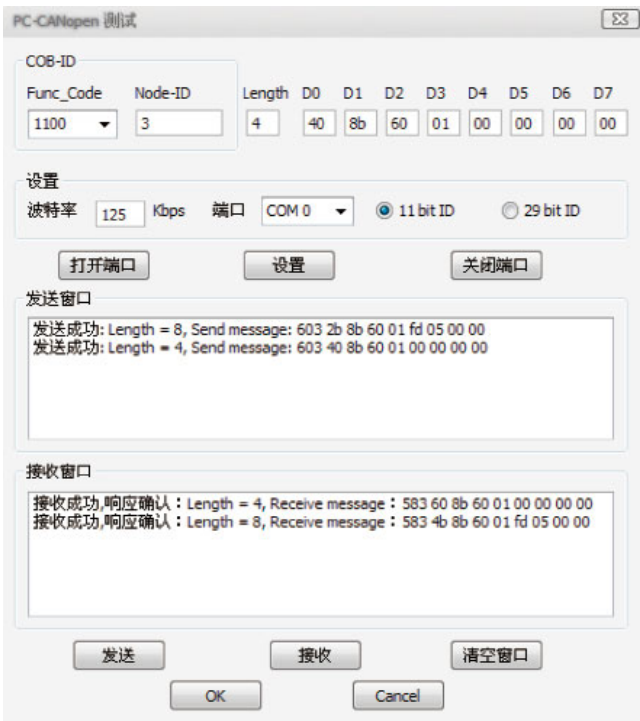 PC-CANopen 测试
COB-ID
Func_Code Node-ID Length D0 D1 D2 D3 D4 D5 D6 D7
1100 3 4 40 8b 60 01 00 00 00 00
设置
波特率 125 Kbps 端口 COM 0 11 bit ID 29 bit ID
打开端口 设置 关闭端口
发送窗口
发送成功: Length = 8, Send message: 603 2b 8b 60 01 fd 05 00 00
发送成功: Length = 4, Send message: 603 40 8b 60 01 00 00 00 00
接收窗口
接收成功,响应确认：Length = 4, Receive message：583 60 8b 60 01 00 00 00 00
接收成功,响应确认：Length = 8, Receive message：583 4b 8b 60 01 fd 05 00 00
发送 接收 清空窗口
OK Cancel